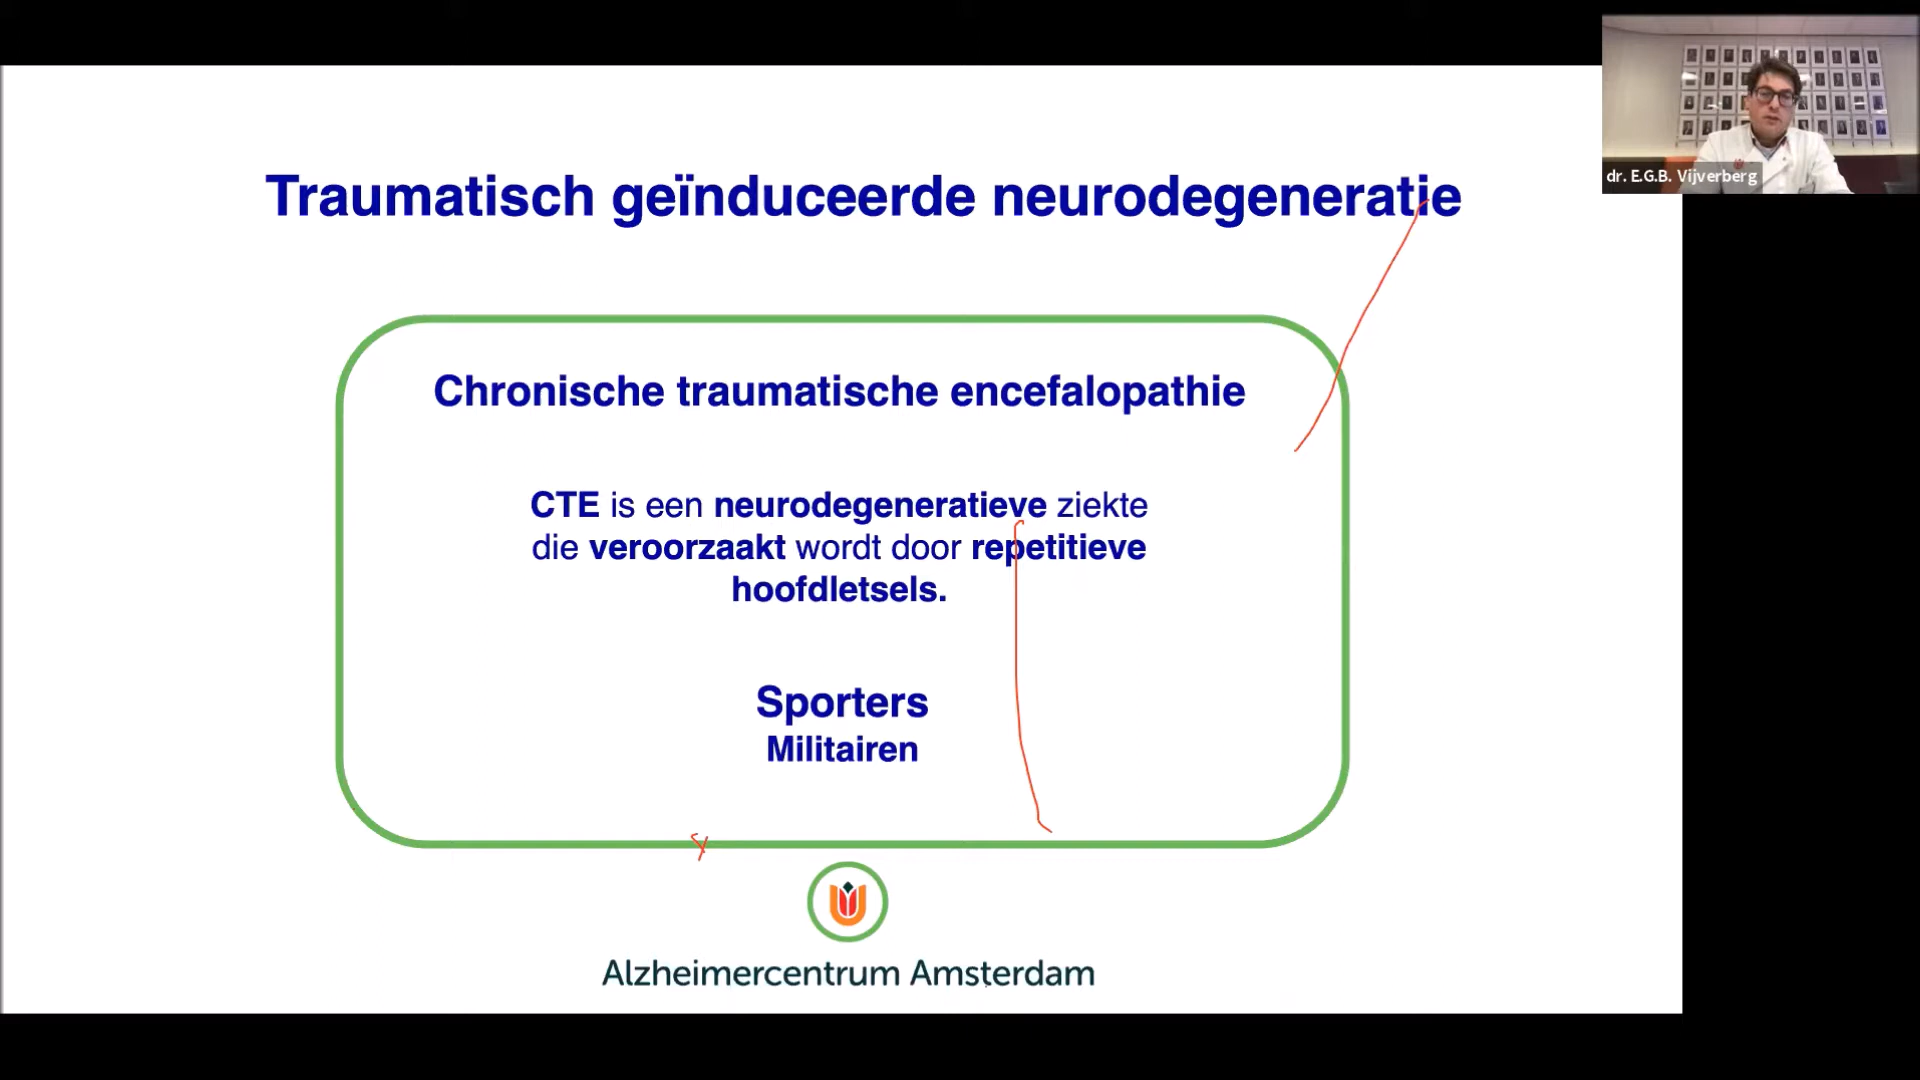 dr. E.G.B. Vijverberg
Traumatisch geïnduceerde neurodegeneratie
Chronische traumatische encefalopathie
CTE is een neurodegeneratieve ziekte
die veroorzaakt wordt door repetitieve
hoofdletsels.
Sporters
Militairen
Alzheimercentrum Amsterdam